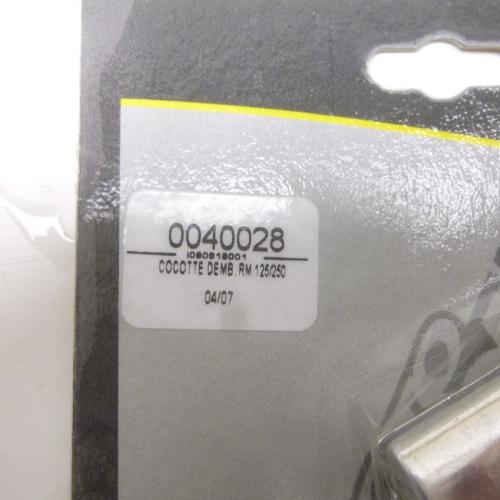 0040028
I060916001
COCOTTE DEMB. RM 125/250
04/07